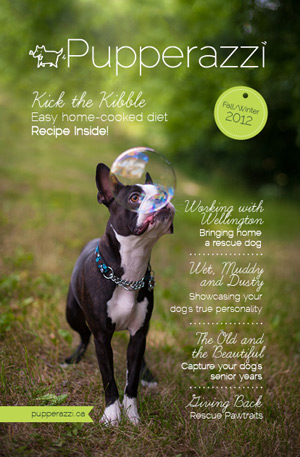 Pupperazzi
Kick the Kibble
Easy home-cooked diet
Recipe Inside!
Fall/Winter
2012
Working with
Wellington
Bringing home
a rescue dog
Wet, Muddy
and Dusty
Showcasing your
dog's true personality
The Old and
the Beautiful
Capture your dog's
senior years
Giving Back
Rescue Pawtraits
pupperazzi.ca